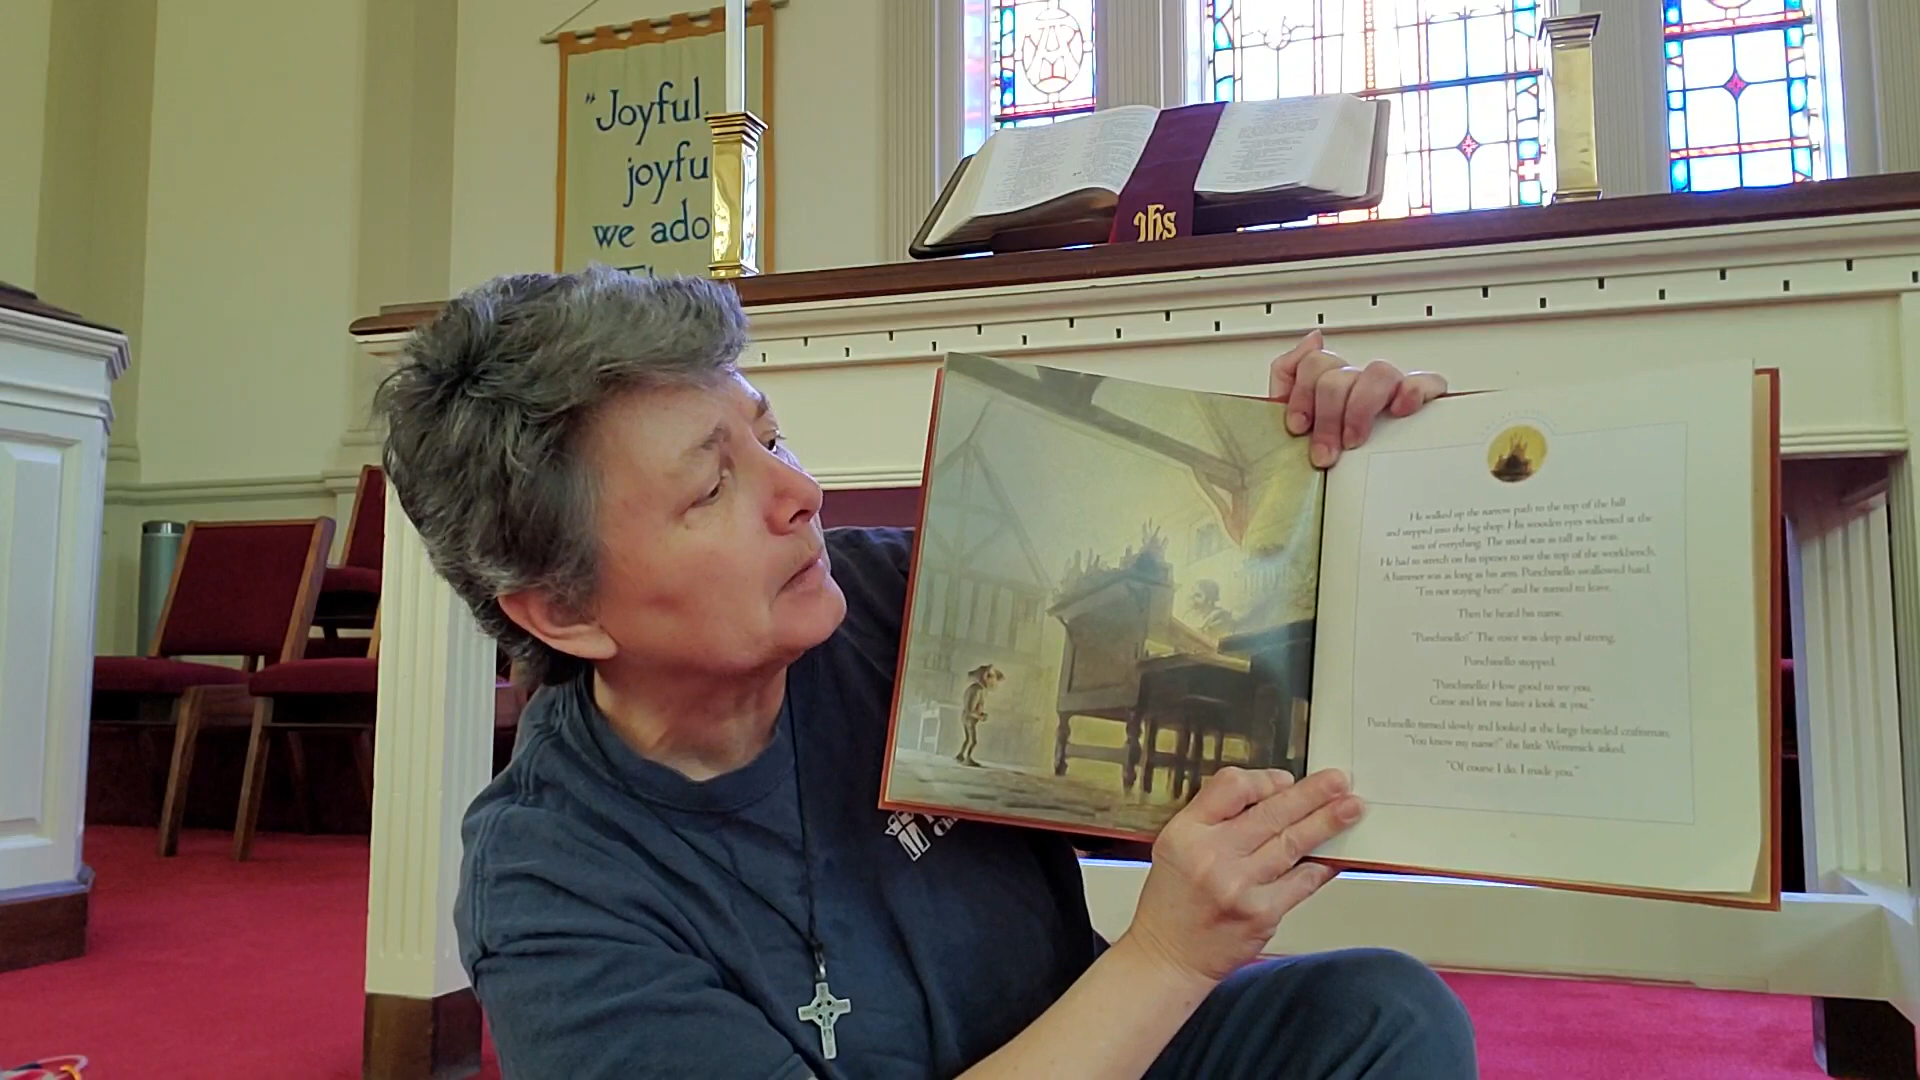 "Joyful,
joyfu
we ado
Th
ihs
He walked up the narrow path to the top of the hill
and stepped into the big shop. His wooden eyes widened at the
size of everything. The stool was as tall as he was.
He had to stretch on his tiptoes to see the top of the workbench.
A hammer was as long as his arm. Punchinello swallowed hard.
"I'm not staying here!" and he turned to leave.
Then he heard his name.
"Punchinello?" The voice was deep and strong.
Punchinello stopped.
"Punchinello! How good to see you.
Come and let me have a look at you."
Punchinello turned slowly and looked at the large bearded craftsman.
"You know my name?" the little Wemmick asked.
"Of course I do. I made you."